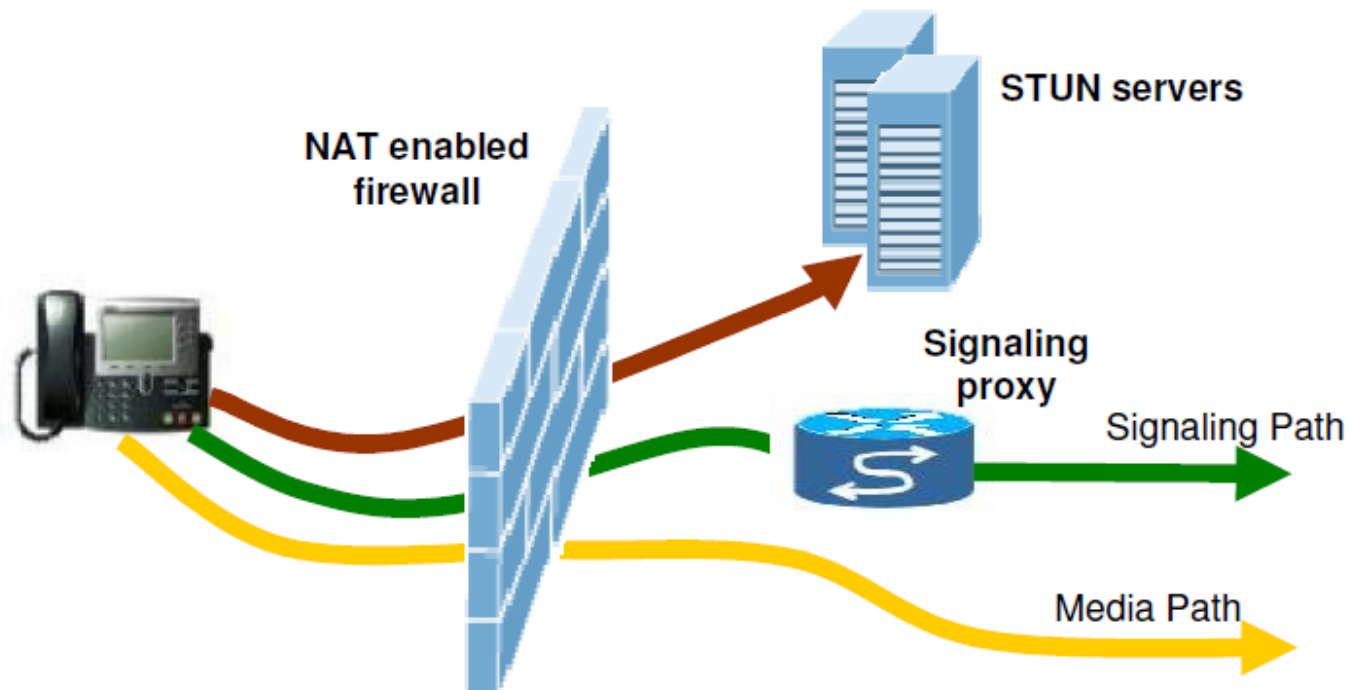 STUN servers
NAT enabled
firewall
Signaling
proxy
Signaling Path
Media Path